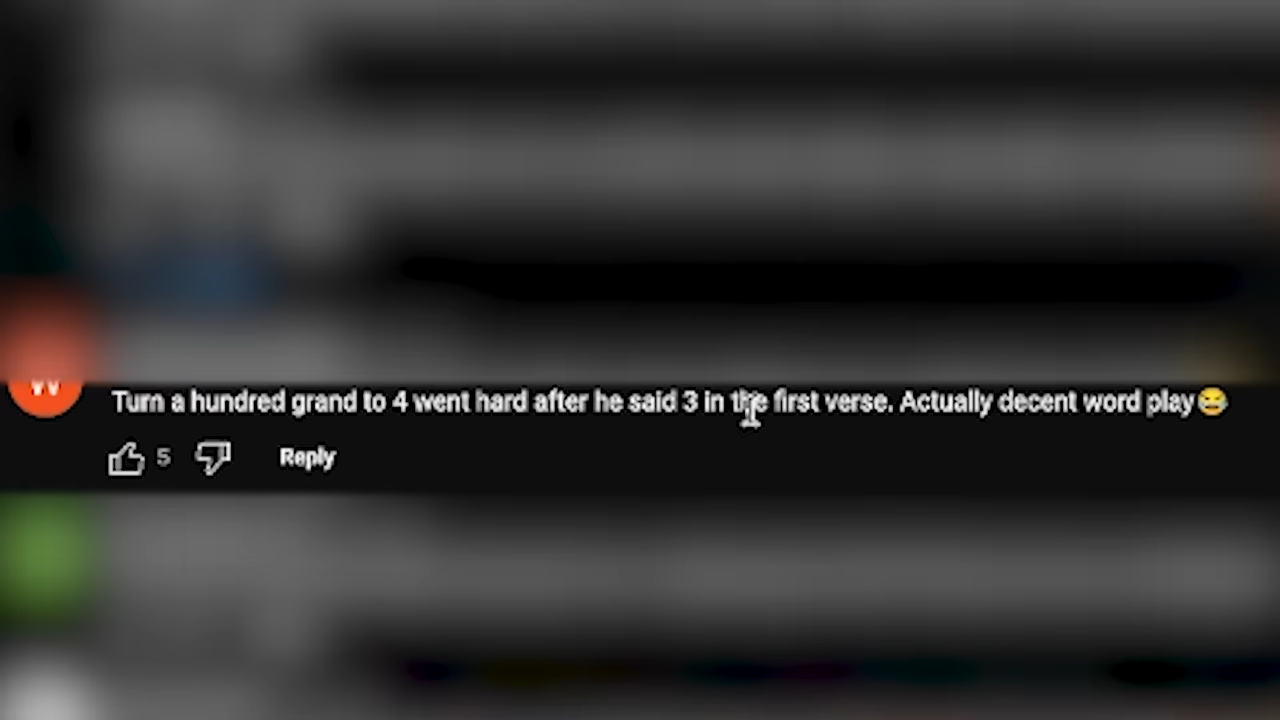 Turn a hundred grand to 4 went hard after he said 3 in the first verse. Actually decent word play😂
5 Reply